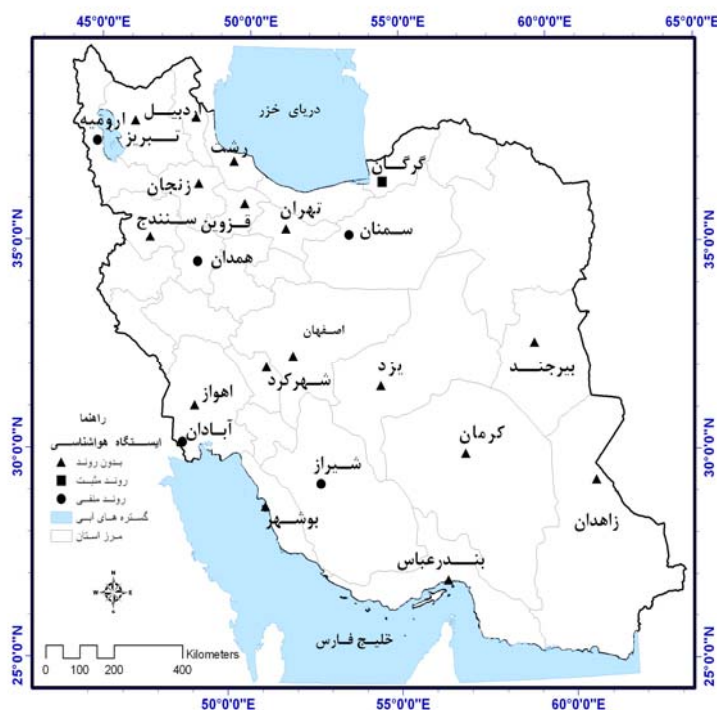 45°0'0"E 50°0'0"E 55°0'0"E 60°0'0"E 65°0'0"E
35°0'0"N
30°0'0"N
25°0'0"N
35°0'0"N
30°0'0"N
25°0'0"N
دریای خزر
اردبیل
ارومیه
تبریز
رشت
گرگان
زنجان
تهران
قزوین
سنندج
سمنان
همدان
اصفهان
بیرجند
یزد
شهرکرد
اهواز
آبادان
کرمان
شیراز
زاهدان
بوشهر
بندرعباس
خلیج فارس
راهنما
ایستگاه هواشناسی
بدون روند
روند مثبت
روند منفی
گستره های آبی
مرز استان
N
W E
S
Kilometers
0 100 200 400
50°0'0"E 55°0'0"E 60°0'0"E